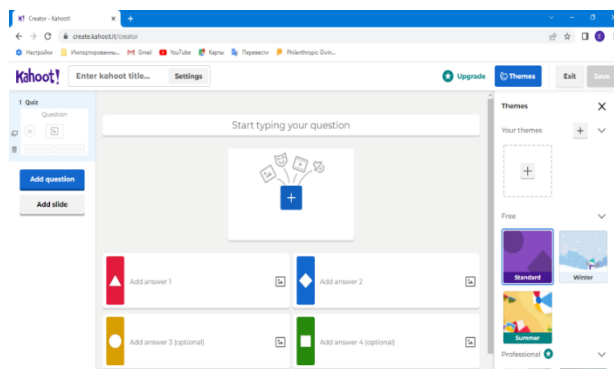 K! Creator - Kahoot!
create.kahoot.it/creator
Настройки Импортированны... M Gmail YouTube Карты Перевести Philanthropic Givin...
Kahoot! Enter kahoot title... Settings Upgrade Themes Exit Save
1 Quiz
Question
Add question
Add slide
Start typing your question
Add answer 1
Add answer 2
Add answer 3 (optional)
Add answer 4 (optional)
Themes
Your themes
Free
Standard
Winter
Summer
Professional